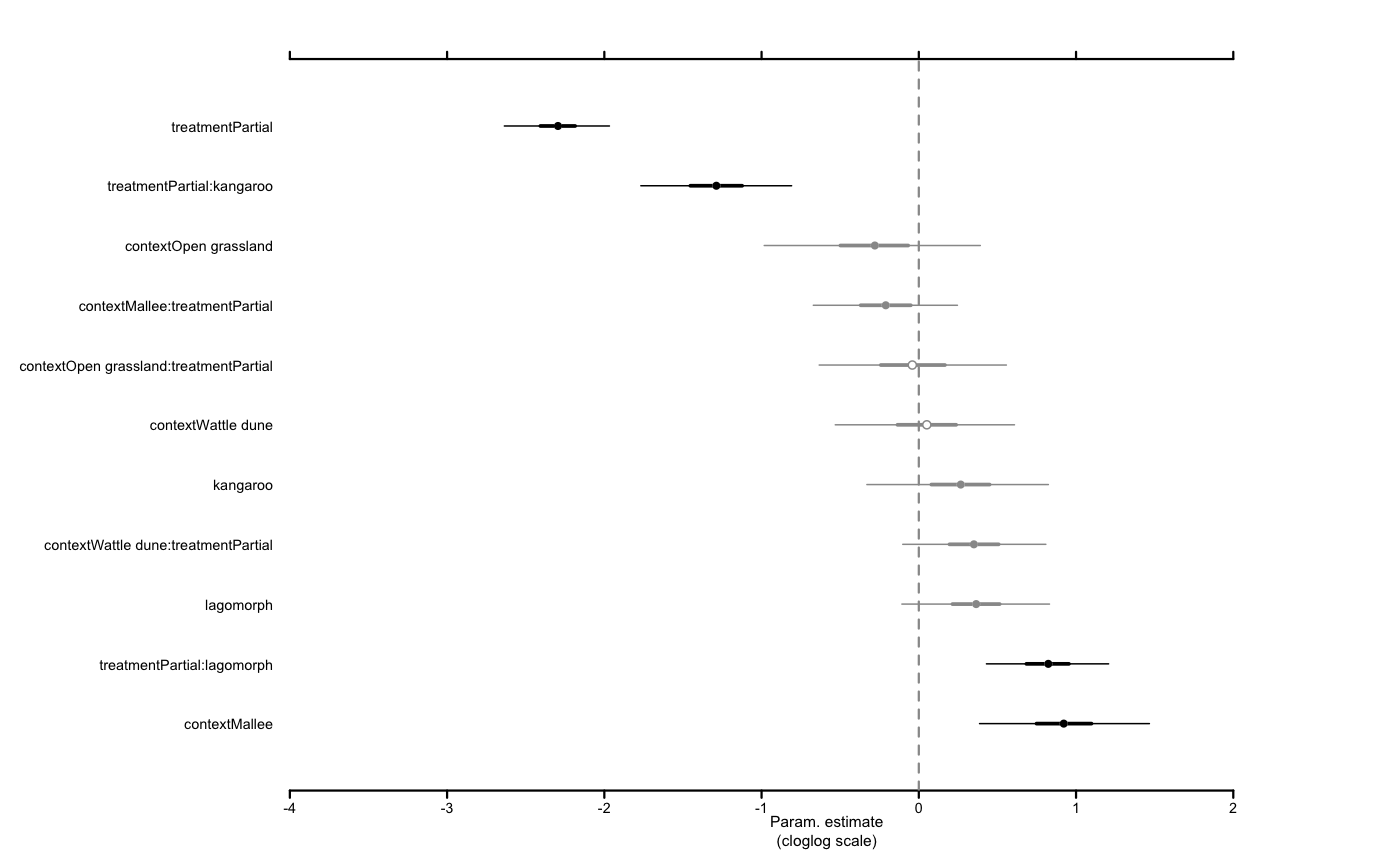 treatmentPartial
treatmentPartial:kangaroo
contextOpen grassland
contextMallee:treatmentPartial
contextOpen grassland:treatmentPartial
contextWattle dune
kangaroo
contextWattle dune:treatmentPartial
lagomorph
treatmentPartial:lagomorph
contextMallee
-4 -3 -2 -1 0 1 2
Param. estimate
(cloglog scale)